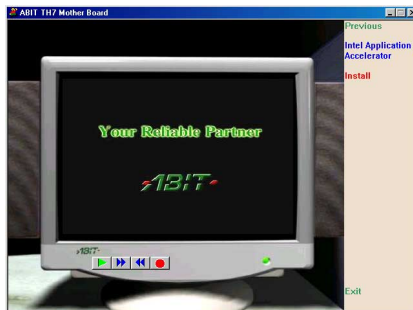 ABIT TH7 Mother Board
Previous
Intel Application
Accelerator
Install
Your Reliable Partner
ABIT
ABIT
Exit